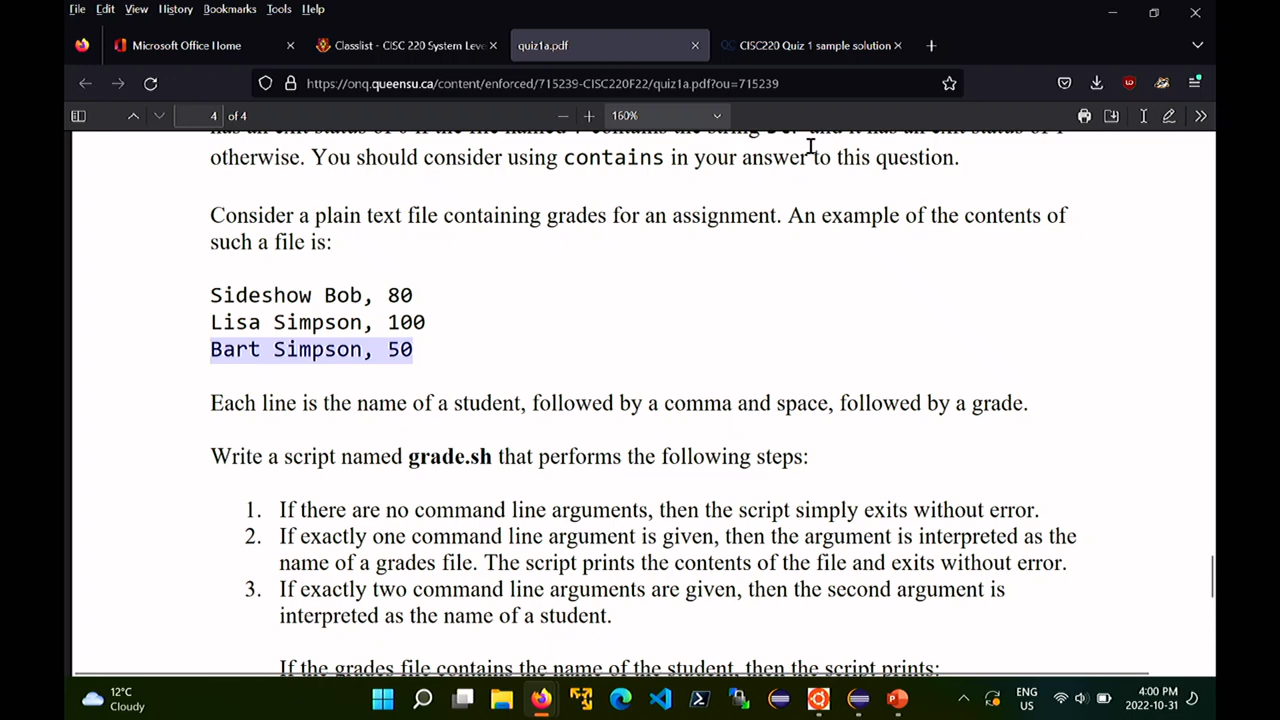 File Edit View History Bookmarks Tools Help
Microsoft Office Home
Classlist - CISC 220 System Leve
quiz1a.pdf
CISC220 Quiz 1 sample solution
https://onq.queensu.ca/content/enforced/715239-CISC220F22/quiz1a.pdf?ou=715239
4 of 4
160%
otherwise. You should consider using contains in your answer to this question.
Consider a plain text file containing grades for an assignment. An example of the contents of
such a file is:
Sideshow Bob, 80
Lisa Simpson, 100
Bart Simpson, 50
Each line is the name of a student, followed by a comma and space, followed by a grade.
Write a script named grade.sh that performs the following steps:
1. If there are no command line arguments, then the script simply exits without error.
2. If exactly one command line argument is given, then the argument is interpreted as the
name of a grades file. The script prints the contents of the file and exits without error.
3. If exactly two command line arguments are given, then the second argument is
interpreted as the name of a student.
If the grades file contains the name of the student, then the script prints:
12°C
Cloudy
ENG
US
4:00 PM
2022-10-31